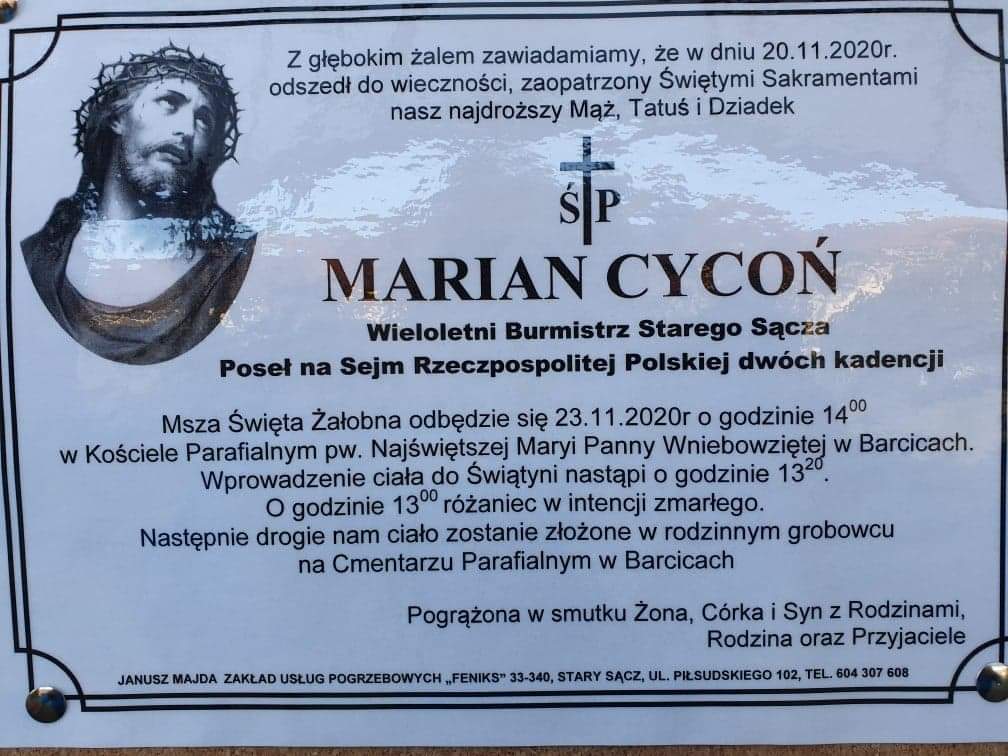 Z głębokim żalem zawiadamiamy, że w dniu 20.11.2020r.
odszedł do wieczności, zaopatrzony Świętymi Sakramentami
nasz najdroższy Mąż, Tatuś i Dziadek
Ś P
MARIAN CYCOŃ
Wieloletni Burmistrz Starego Sącza
Poseł na Sejm Rzeczpospolitej Polskiej dwóch kadencji
Msza Święta Żałobna odbędzie się 23.11.2020r o godzinie 14⁰⁰
w Kościele Parafialnym pw. Najświętszej Maryi Panny Wniebowziętej w Barcicach.
Wprowadzenie ciała do Świątyni nastąpi o godzinie 13²⁰.
O godzinie 13⁰⁰ różaniec w intencji zmarłego.
Następnie drogie nam ciało zostanie złożone w rodzinnym grobowcu
na Cmentarzu Parafialnym w Barcicach
Pogrążona w smutku Żona, Córka i Syn z Rodzinami,
Rodzina oraz Przyjaciele
JANUSZ MAJDA ZAKŁAD USŁUG POGRZEBOWYCH „FENIKS” 33-340, STARY SĄCZ, UL. PIŁSUDSKIEGO 102, TEL. 604 307 608